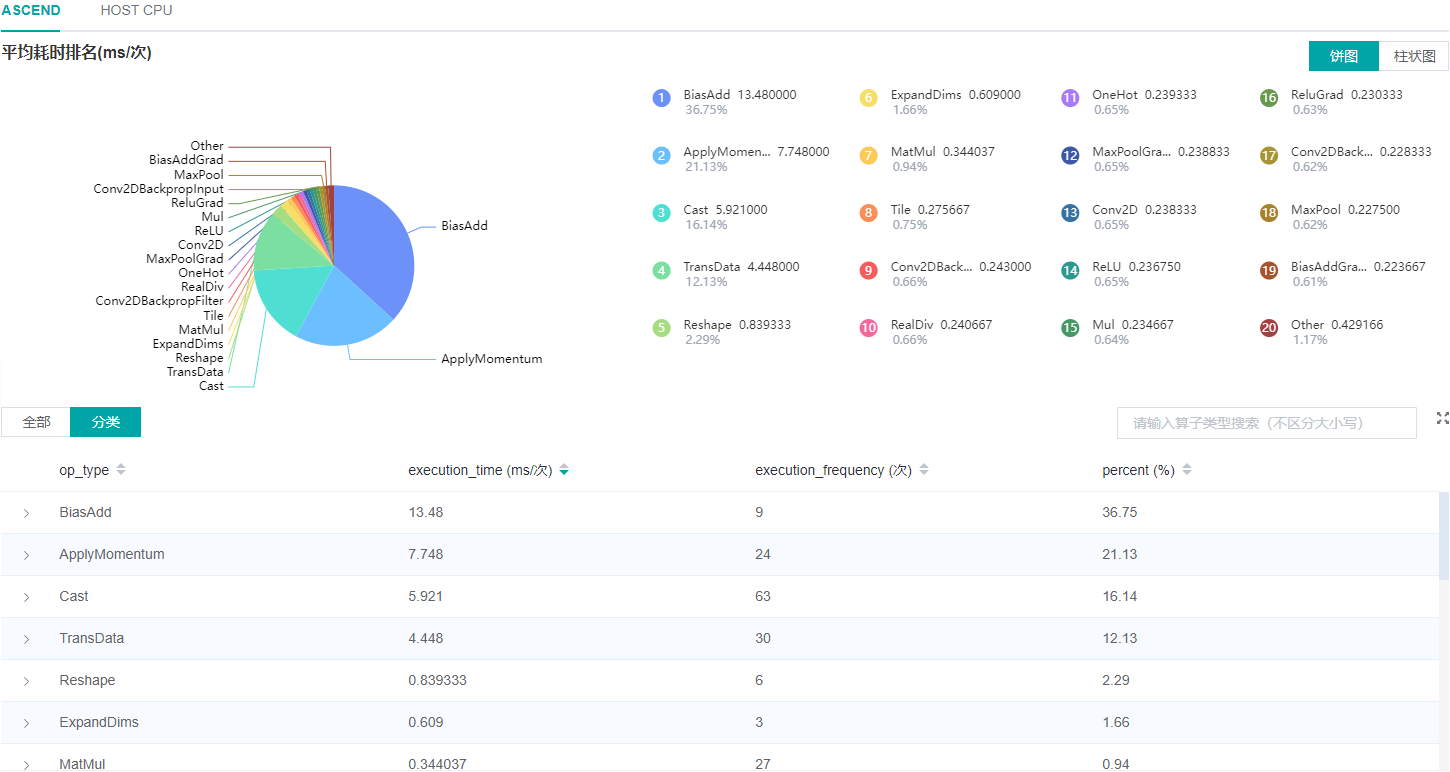 ASCEND HOST CPU
平均耗时排名(ms/次)
饼图 柱状图
Other
BiasAddGrad
MaxPool
Conv2DBackpropInput
ReluGrad
Mul
ReLU
Conv2D
MaxPoolGrad
OneHot
RealDiv
Conv2DBackpropFilter
Tile
MatMul
ExpandDims
Reshape
TransData
Cast
BiasAdd
ApplyMomentum
1 BiasAdd 13.480000
36.75%
2 ApplyMomen... 7.748000
21.13%
3 Cast 5.921000
16.14%
4 TransData 4.448000
12.13%
5 Reshape 0.839333
2.29%
6 ExpandDims 0.609000
1.66%
7 MatMul 0.344037
0.94%
8 Tile 0.275667
0.75%
9 Conv2DBack... 0.243000
0.66%
10 RealDiv 0.240667
0.66%
11 OneHot 0.239333
0.65%
12 MaxPoolGra... 0.238833
0.65%
13 Conv2D 0.238333
0.65%
14 ReLU 0.236750
0.65%
15 Mul 0.234667
0.64%
16 ReluGrad 0.230333
0.63%
17 Conv2DBack... 0.228333
0.62%
18 MaxPool 0.227500
0.62%
19 BiasAddGra... 0.223667
0.61%
20 Other 0.429166
1.17%
全部 分类
请输入算子类型搜索（不区分大小写）
op_type execution_time (ms/次) execution_frequency (次) percent (%)
BiasAdd 13.48 9 36.75
ApplyMomentum 7.748 24 21.13
Cast 5.921 63 16.14
TransData 4.448 30 12.13
Reshape 0.839333 6 2.29
ExpandDims 0.609 3 1.66
MatMul 0.344037 27 0.94